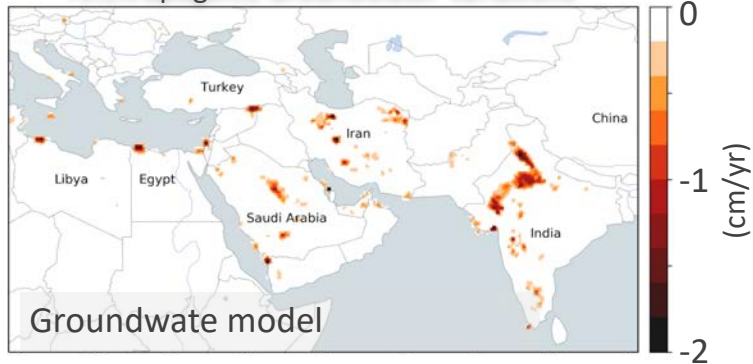 0
Turkey
China
Iran
-1
Libya
Egypt
(cm/yr)
Saudi Arabia
India
Groundwate model
-2